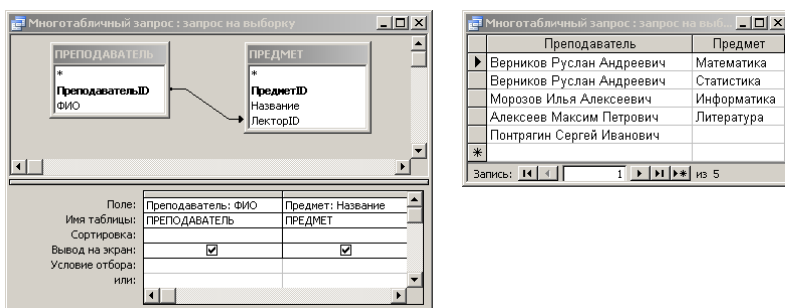 Многотабличный запрос : запрос на выборку
ПРЕПОДАВАТЕЛЬ
*
ПреподавательID
ФИО
ПРЕДМЕТ
*
ПредметID
Название
ЛекторID
Поле: Преподаватель: ФИО Предмет: Название
Имя таблицы: ПРЕПОДАВАТЕЛЬ ПРЕДМЕТ
Сортировка:
Вывод на экран:
Условие отбора:
или:
Многотабличный запрос : запрос на выб...
Преподаватель Предмет
Верников Руслан Андреевич Математика
Верников Руслан Андреевич Статистика
Морозов Илья Алексеевич Информатика
Алексеев Максим Петрович Литература
Понтрягин Сергей Иванович
*
Запись: 1 из 5